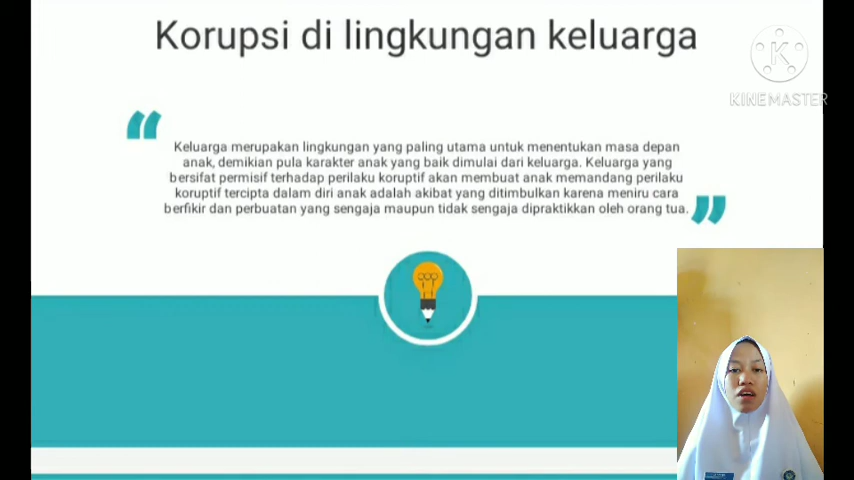 Korupsi di lingkungan keluarga
KINEMASTER
Keluarga merupakan lingkungan yang paling utama untuk menentukan masa depan
anak, demikian pula karakter anak yang baik dimulai dari keluarga. Keluarga yang
bersifat permisif terhadap perilaku koruptif akan membuat anak memandang perilaku
koruptif tercipta dalam diri anak adalah akibat yang ditimbulkan karena meniru cara
berfikir dan perbuatan yang sengaja maupun tidak sengaja dipraktikkan oleh orang tua.